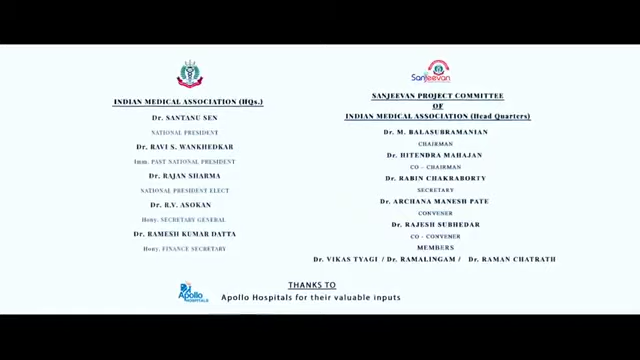 INDIAN MEDICAL ASSOCIATION (HQs.)
Dr. SANTANU SEN
NATIONAL PRESIDENT
Dr. RAVI S. WANKHEDKAR
Imm. PAST NATIONAL PRESIDENT
Dr. RAJAN SHARMA
NATIONAL PRESIDENT ELECT
Dr. R.V. ASOKAN
Hony. SECRETARY GENERAL
Dr. RAMESH KUMAR DATTA
Hony. FINANCE SECRETARY
Sanjeevan
SANJEEVAN PROJECT COMMITTEE
OF
INDIAN MEDICAL ASSOCIATION (Head Quarters)
Dr. M. BALASUBRAMANIAN
CHAIRMAN
Dr. HITENDRA MAHAJAN
CO - CHAIRMAN
Dr. RABIN CHAKRABORTY
SECRETARY
Dr. ARCHANA MANESH PATE
CONVENER
Dr. RAJESH SUBHEDAR
CO - CONVENER
MEMBERS
Dr. VIKAS TYAGI / Dr. RAMALINGAM / Dr. RAMAN CHATRATH
Apollo
HOSPITALS
THANKS TO
Apollo Hospitals for their valuable inputs